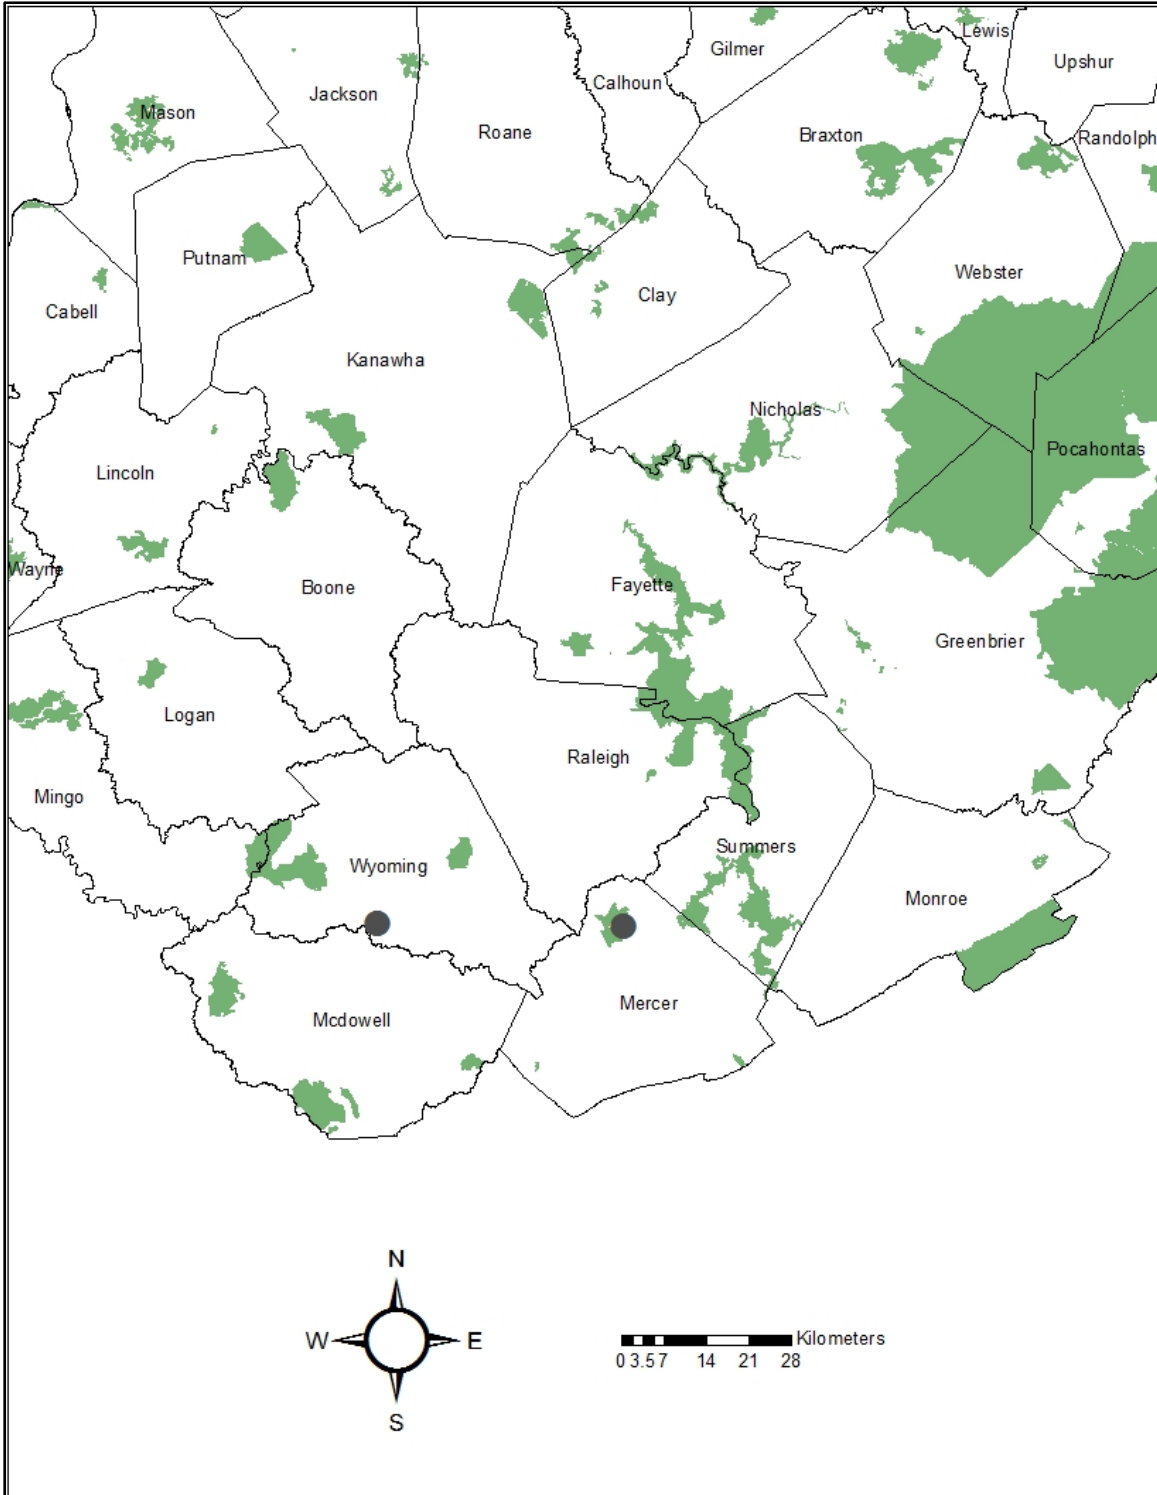 Lewis
Gilmer
Upshur
Calhoun
Jackson
Mason
Roane
Braxton
Randolph
Putnam
Webster
Clay
Cabell
Kanawha
Nicholas
Pocahontas
Lincoln
Wayne
Boone
Fayette
Greenbrier
Logan
Raleigh
Mingo
Summers
Wyoming
Monroe
Mercer
Mcdowell
N
W E
S
Kilometers
0 3.5 7 14 21 28